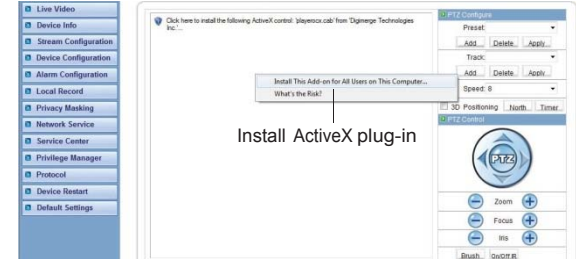 Live Video
Device Info
Stream Configuration
Device Configuration
Alarm Configuration
Local Record
Privacy Masking
Network Service
Service Center
Privilege Manager
Protocol
Device Restart
Default Settings
Click here to install the following ActiveX control: 'playerocx.cab' from 'Digimerge Technologies
Inc.'...
Install This Add-on for All Users on This Computer...
What's the Risk?
Install ActiveX plug-in
PTZ Configure
Preset:
Add Delete Apply
Track:
Add Delete Apply
Speed: 8
3D Positioning North Timer
PTZ Control
PTZ
Zoom
Focus
Iris
Brush On/Off IR